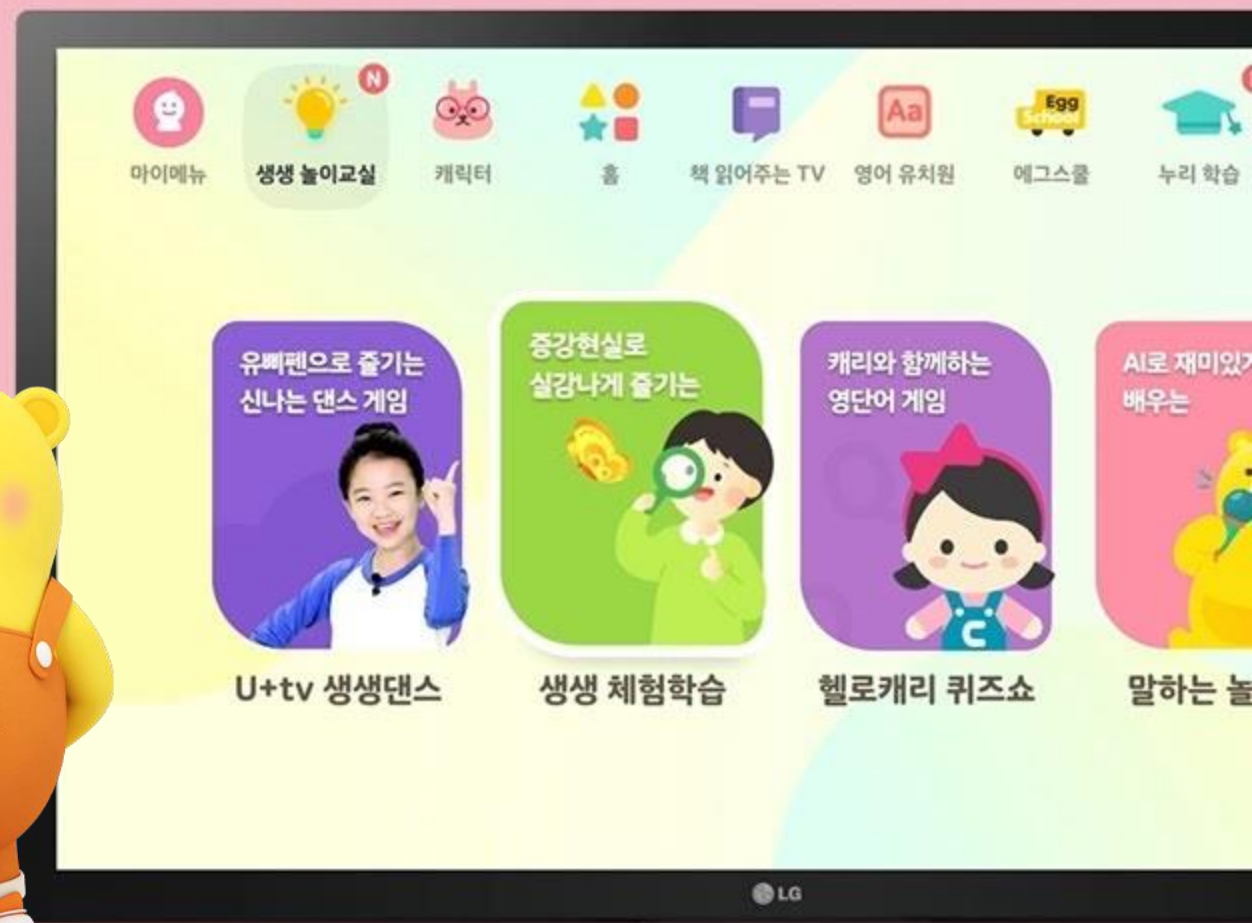 N
마이메뉴
생생 놀이교실
캐릭터
홈
책 읽어주는 TV
Aa
영어 유치원
Egg
School
에그스쿨
누리 학습
유삐펜으로 즐기는
신나는 댄스 게임
U+tv 생생댄스
증강현실로
실감나게 즐기는
생생 체험학습
캐리와 함께하는
영단어 게임
C
헬로캐리 퀴즈쇼
AI로 재미있게
배우는
말하는
LG